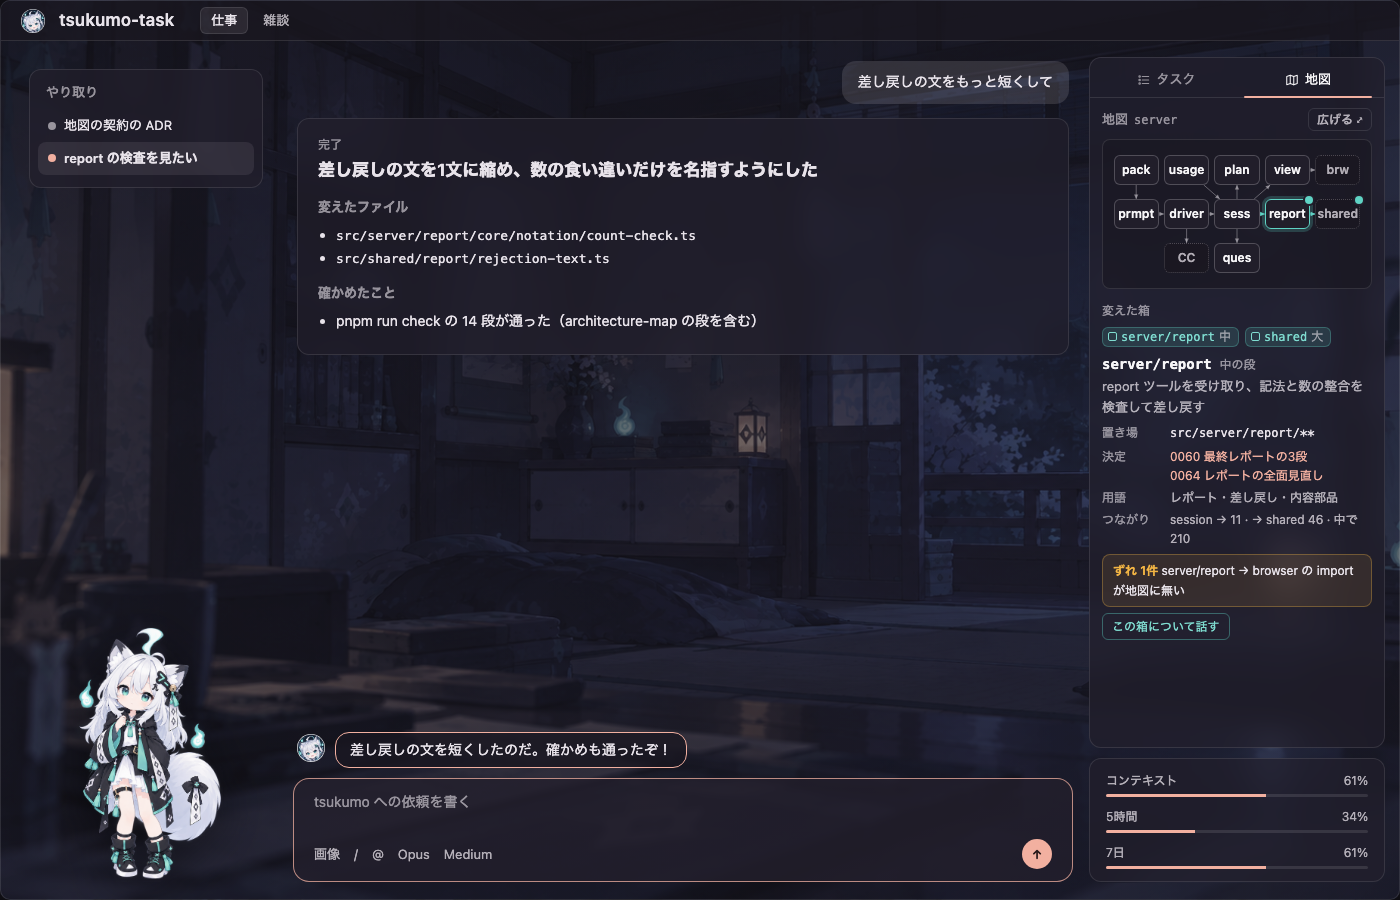 tsukumo-task
仕事
雑談
やり取り
地図の契約の ADR
report の検査を見たい
差し戻しの文をもっと短くして
完了
差し戻しの文を1文に縮め、数の食い違いだけを名指すようにした
変えたファイル
• src/server/report/core/notation/count-check.ts
• src/shared/report/rejection-text.ts
確かめたこと
• pnpm run check の 14 段が通った（architecture-map の段を含む）
差し戻しの文を短くしたのだ。確かめも通ったぞ！
tsukumo への依頼を書く
画像 / @ Opus Medium
タスク
地図
地図 server
広げる
pack usage plan view brw
prmpt driver sess report shared
CC ques
変えた箱
server/report 中
shared 大
server/report 中の段
report ツールを受け取り、記法と数の整合を
検査して差し戻す
置き場 src/server/report/**
決定 0060 最終レポートの3段
0064 レポートの全面見直し
用語 レポート・差し戻し・内容部品
つながり session → 11 · → shared 46 · 中で
210
ずれ 1件 server/report → browser の import
が地図に無い
この箱について話す
コンテキスト 61%
5時間 34%
7日 61%